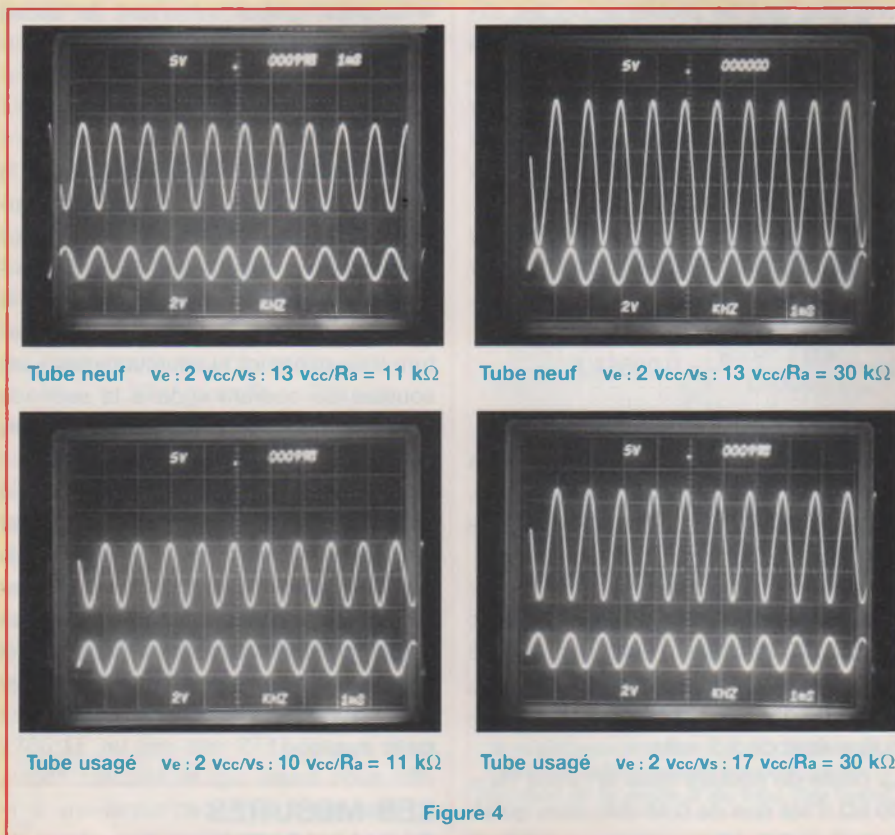 5V 000998 1mS
2V KHZ
5V 000000
2V KHZ 1mS
Tube neuf ve : 2 vcc/vs : 13 vcc/Ra = 11 kΩ
Tube neuf ve : 2 vcc/vs : 13 vcc/Ra = 30 kΩ
5V
2V KHZ 1mS
5V
2V KHZ 1mS
Tube usagé ve : 2 vcc/vs : 10 vcc/Ra = 11 kΩ
Tube usagé ve : 2 vcc/vs : 17 vcc/Ra = 30 kΩ
Figure 4